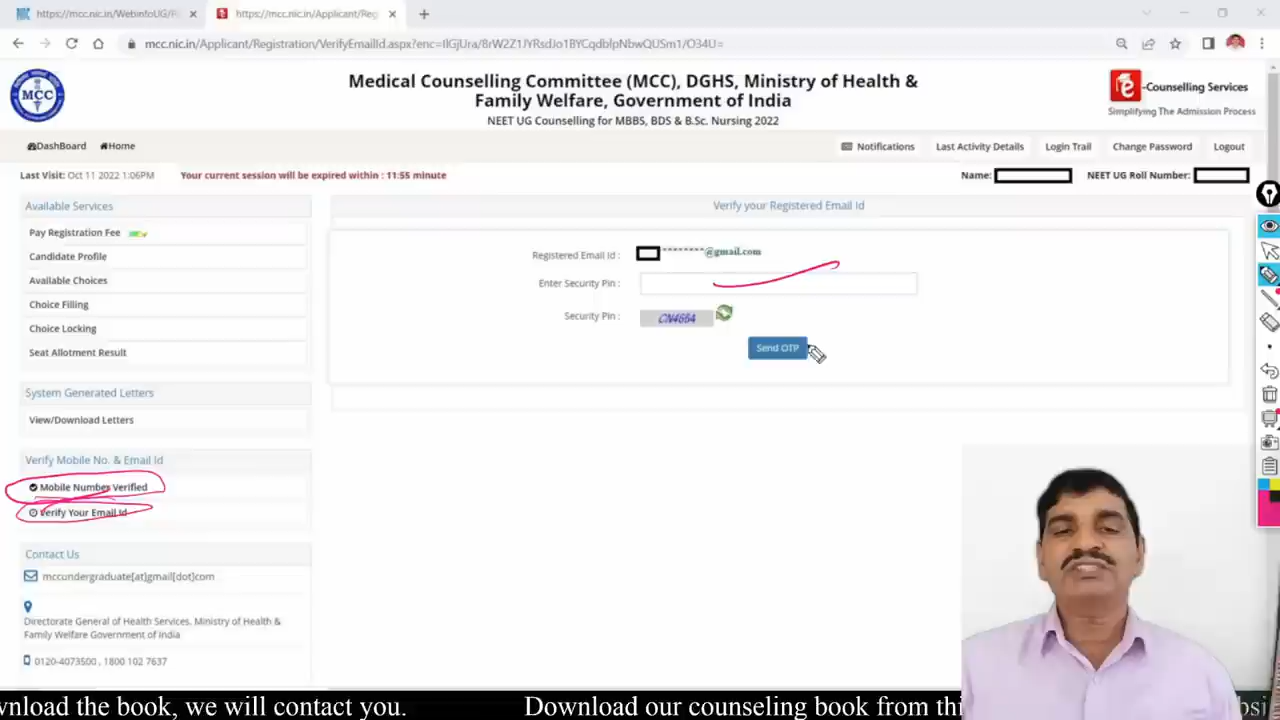 https://mcc.nic.in/WebinfoUG/
https://mcc.nic.in/Applicant/Reg
mcc.nic.in/Applicant/Registration/VerifyEmailId.aspx?enc=
MCC
Medical Counselling Committee (MCC), DGHS, Ministry of Health &
Family Welfare, Government of India
NEET UG Counselling for MBBS, BDS & B.Sc. Nursing 2022
e-Counselling Services
Simplifying The Admission Process
DashBoard Home
Notifications Last Activity Details Login Trail Change Password Logout
Last Visit: Oct 11 2022 1:06PM Your current session will be expired within : 11:55 minute
Name: NEET UG Roll Number:
Available Services
Pay Registration Fee
Candidate Profile
Available Choices
Choice Filling
Choice Locking
Seat Allotment Result
System Generated Letters
View/Download Letters
Verify Mobile No. & Email Id
Mobile Number Verified
Verify Your Email Id
Contact Us
mccundergraduate[at]gmail[dot]com
Directorate General of Health Services, Ministry of Health &
Family Welfare Government of India
0120-4073500 , 1800 102 7637
Verify your Registered Email Id
Registered Email Id : @gmail.com
Enter Security Pin :
Security Pin : CN4664
Send OTP
wnload the book, we will contact you. Download our counseling book from thi